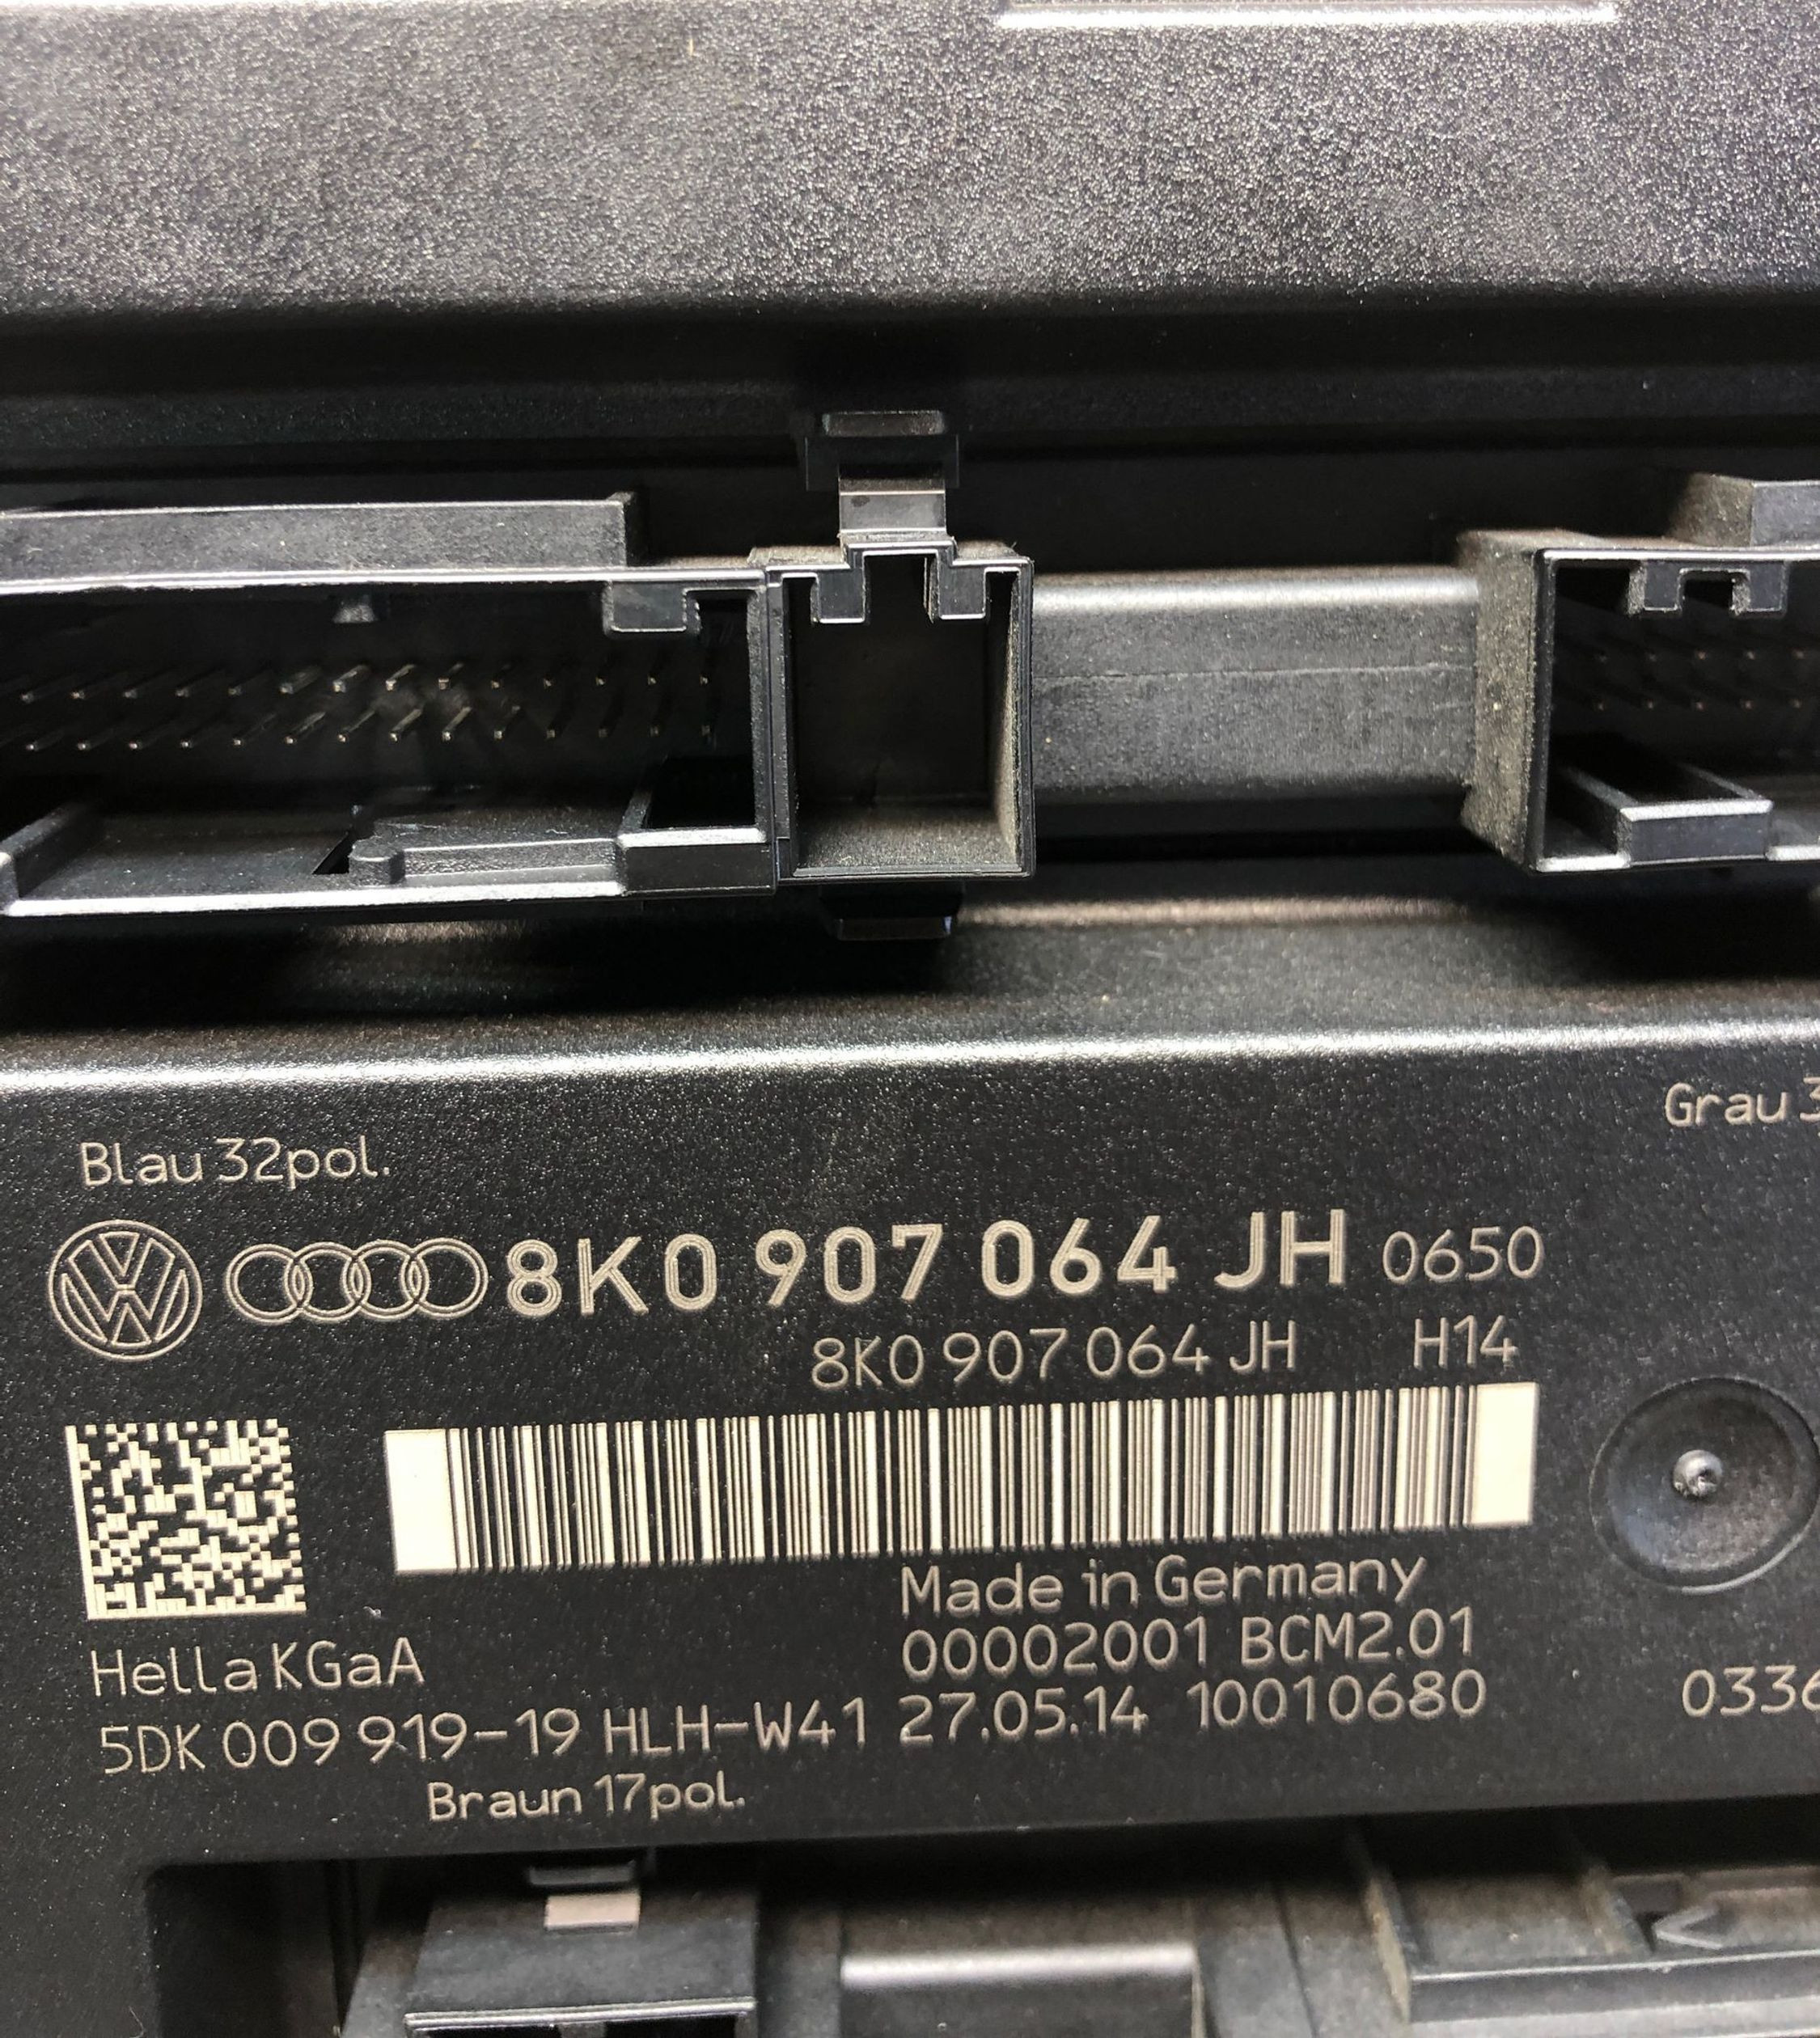 Grau 3
Blau 32pol.
8K0 907 064 JH 0650
8K0 907 064 JH H14
Made in Germany
Hella KGaA 00002001 BCM2.01
5DK 009 919-19 HLH-W41 27.05.14 10010680
Braun 17pol.